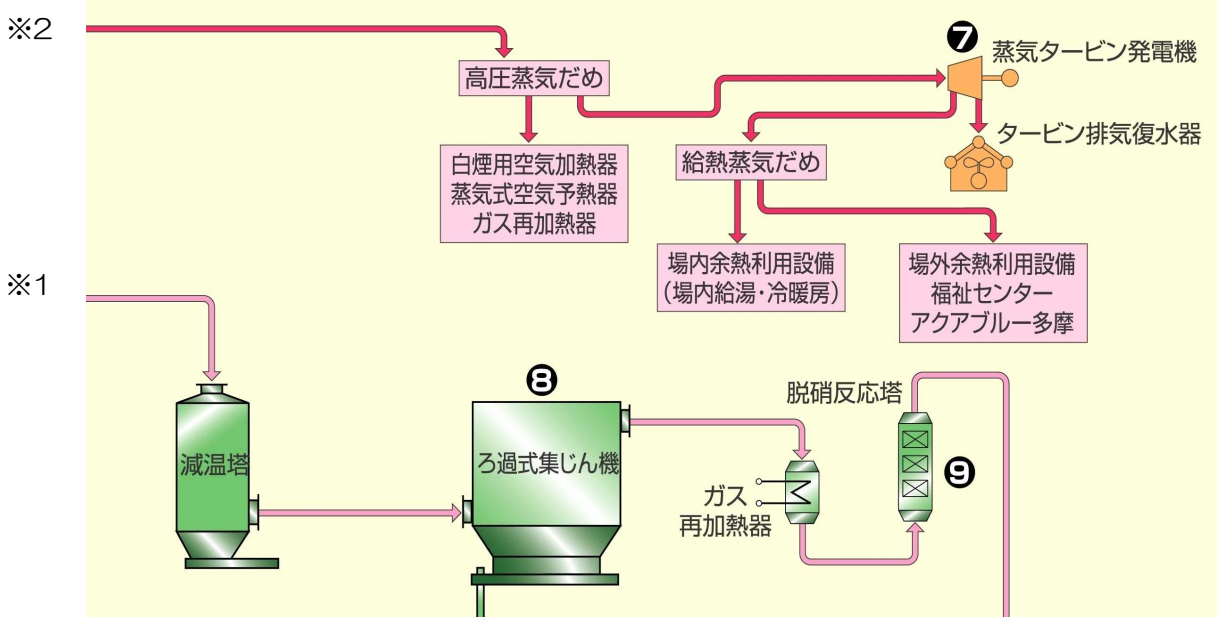 ※2
❼
蒸気タービン発電機
高圧蒸気だめ
タービン排気復水器
白煙用空気加熱器
蒸気式空気予熱器
ガス再加熱器
給熱蒸気だめ
場内余熱利用設備
(場内給湯・冷暖房)
場外余熱利用設備
福祉センター
アクアブルー多摩
※1
❽
脱硝反応塔
減温塔
ろ過式集じん機
❾
ガス
再加熱器